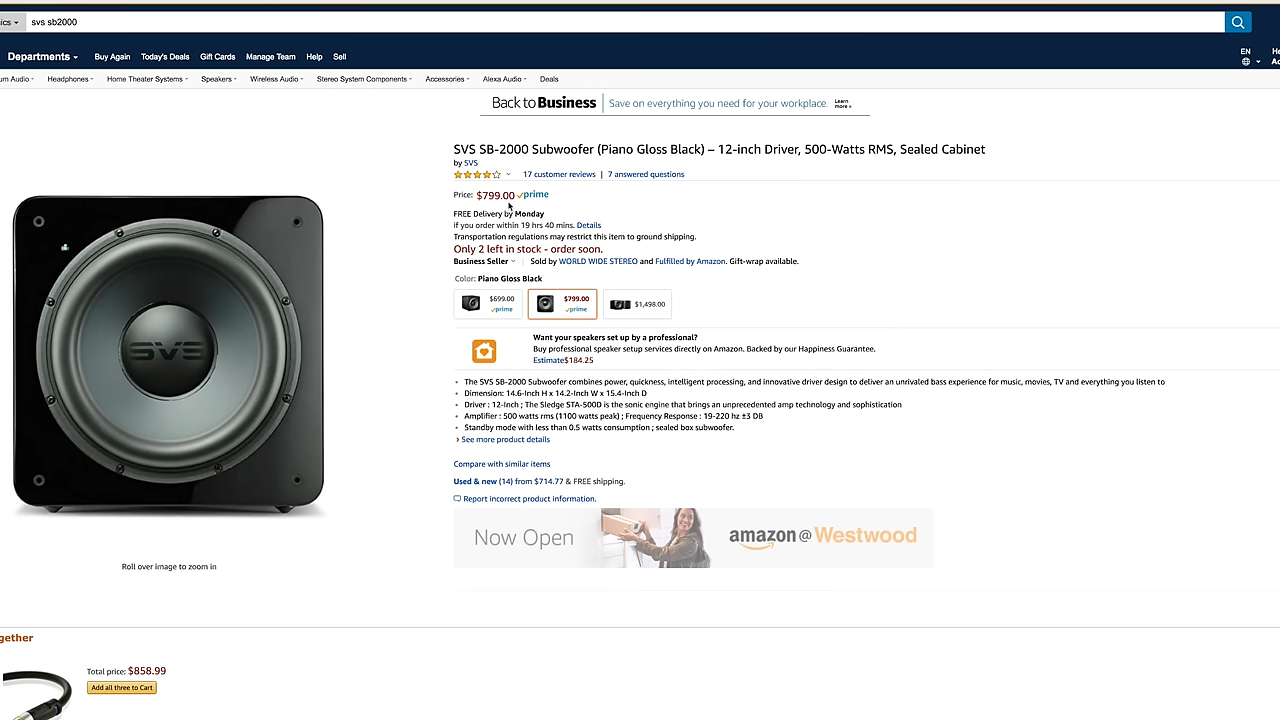 ics
svs sb2000
Departments
Buy Again
Today's Deals
Gift Cards
Manage Team
Help
Sell
EN
He
Ac
um Audio
Headphones
Home Theater Systems
Speakers
Wireless Audio
Stereo System Components
Accessories
Alexa Audio
Deals
Back to Business
Save on everything you need for your workplace.
Learn
more »
SVS SB-2000 Subwoofer (Piano Gloss Black) – 12-inch Driver, 500-Watts RMS, Sealed Cabinet
by SVS
17 customer reviews | 7 answered questions
Price: $799.00 prime
FREE Delivery by Monday
if you order within 19 hrs 40 mins. Details
Transportation regulations may restrict this item to ground shipping.
Only 2 left in stock - order soon.
Business Seller | Sold by WORLD WIDE STEREO and Fulfilled by Amazon. Gift-wrap available.
Color: Piano Gloss Black
$699.00
prime
$799.00
prime
$1,498.00
Want your speakers set up by a professional?
Buy professional speaker setup services directly on Amazon. Backed by our Happiness Guarantee.
Estimate$184.25
• The SVS SB-2000 Subwoofer combines power, quickness, intelligent processing, and innovative driver design to deliver an unrivaled bass experience for music, movies, TV and everything you listen to
• Dimension: 14.6-Inch H x 14.2-Inch W x 15.4-Inch D
• Driver : 12-Inch ; The Sledge STA-500D is the sonic engine that brings an unprecedented amp technology and sophistication
• Amplifier : 500 watts rms (1100 watts peak) ; Frequency Response : 19-220 hz ±3 DB
• Standby mode with less than 0.5 watts consumption ; sealed box subwoofer.
› See more product details
Compare with similar items
Used & new (14) from $714.77 & FREE shipping.
Report incorrect product information.
Now Open
amazon @ Westwood
SVS
Roll over image to zoom in
gether
Total price: $858.99
Add all three to Cart